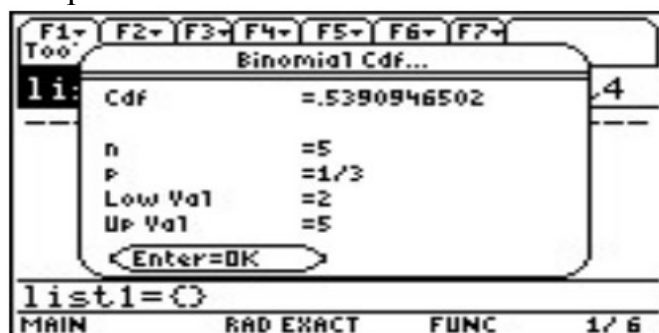 F1▾ F2▾ F3▾ F4▾ F5▾ F6▾ F7▾
Too
Binomial Cdf...
li
.4
Cdf =.5390946502
n =5
p =1/3
Low Val =2
Up Val =5
Enter=OK
list1={}
MAIN RAD EXACT FUNC 1/6